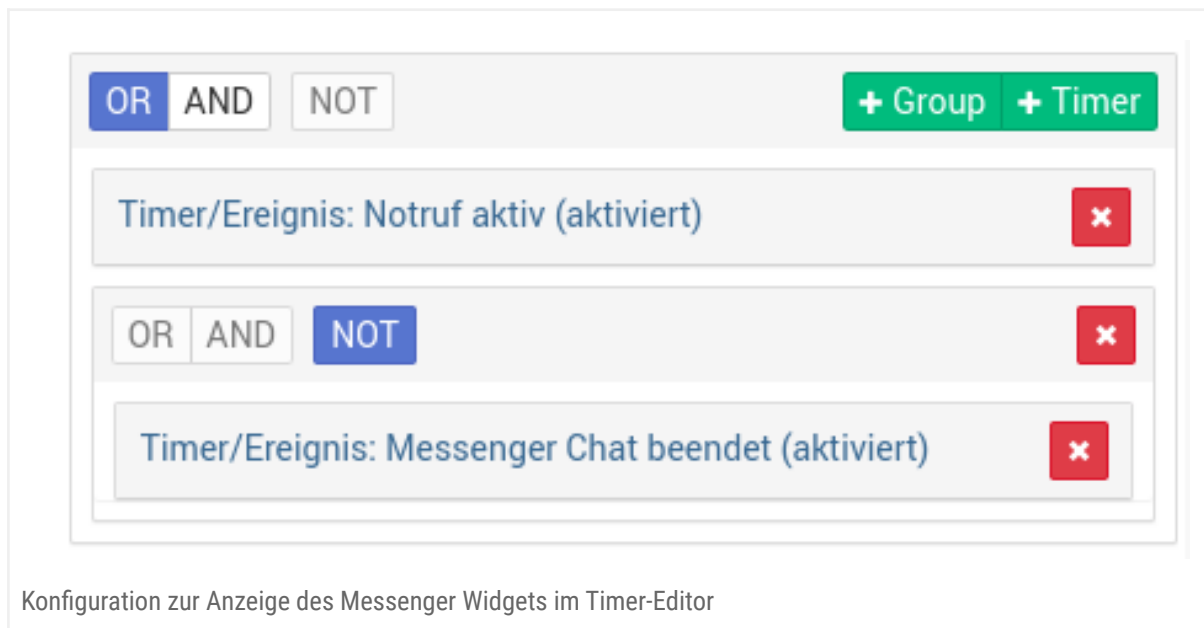 OR AND NOT + Group + Timer
Timer/Ereignis: Notruf aktiv (aktiviert)
OR AND NOT
Timer/Ereignis: Messenger Chat beendet (aktiviert)
Konfiguration zur Anzeige des Messenger Widgets im Timer-Editor